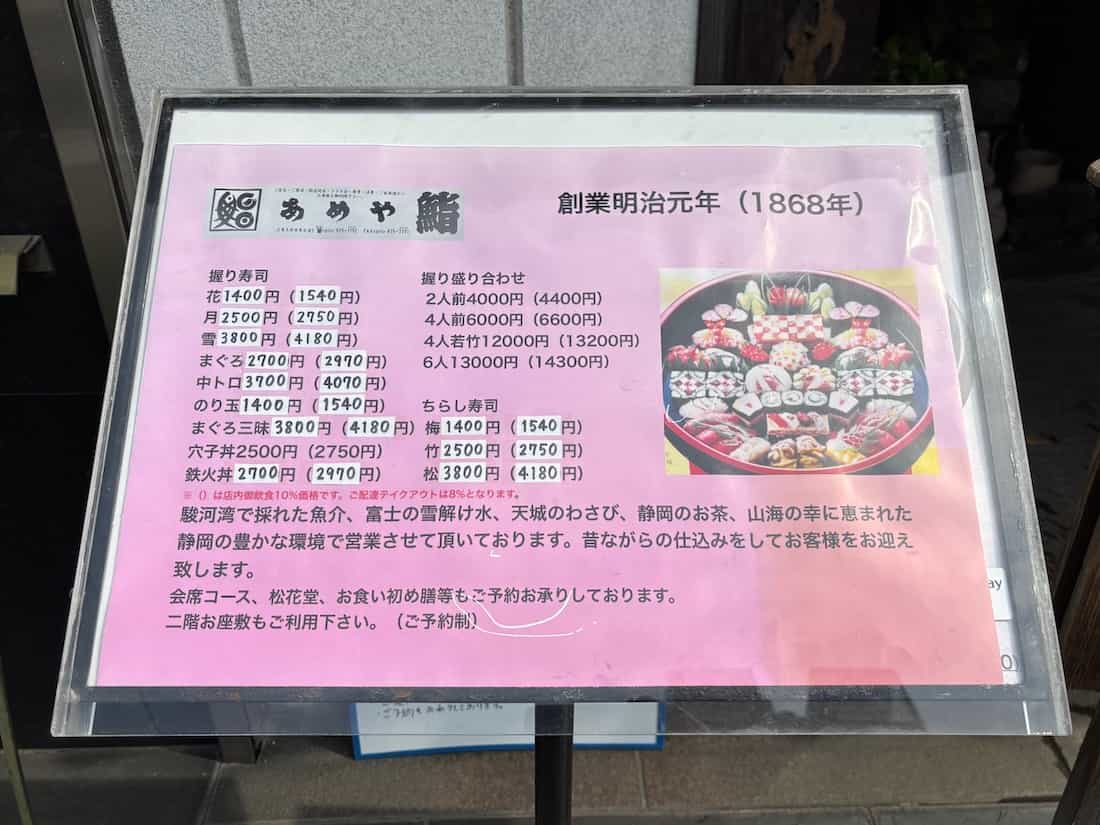 あめや鮨
創業明治元年（1868年）
握り寿司
花1400円（1540円）
月2500円（2750円）
雪3800円（4180円）
まぐろ2700円（2970円）
中トロ3700円（4070円）
のり玉1400円（1540円）
まぐろ三昧3800円（4180円）
穴子丼2500円（2750円）
鉄火丼2700円（2970円）
握り盛り合わせ
2人前4000円（4400円）
4人前6000円（6600円）
4人若竹12000円（13200円）
6人13000円（14300円）
ちらし寿司
梅1400円（1540円）
竹2500円（2750円）
松3800円（4180円）
※（）は店内御飲食10%価格です。ご配達テイクアウトは8%となります。
駿河湾で採れた魚介、富士の雪解け水、天城のわさび、静岡のお茶、山海の幸に恵まれた
静岡の豊かな環境で営業させて頂いております。昔ながらの仕込みをしてお客様をお迎え
致します。
会席コース、松花堂、お食い初め膳等もご予約お承りしております。
二階お座敷もご利用下さい。（ご予約制）